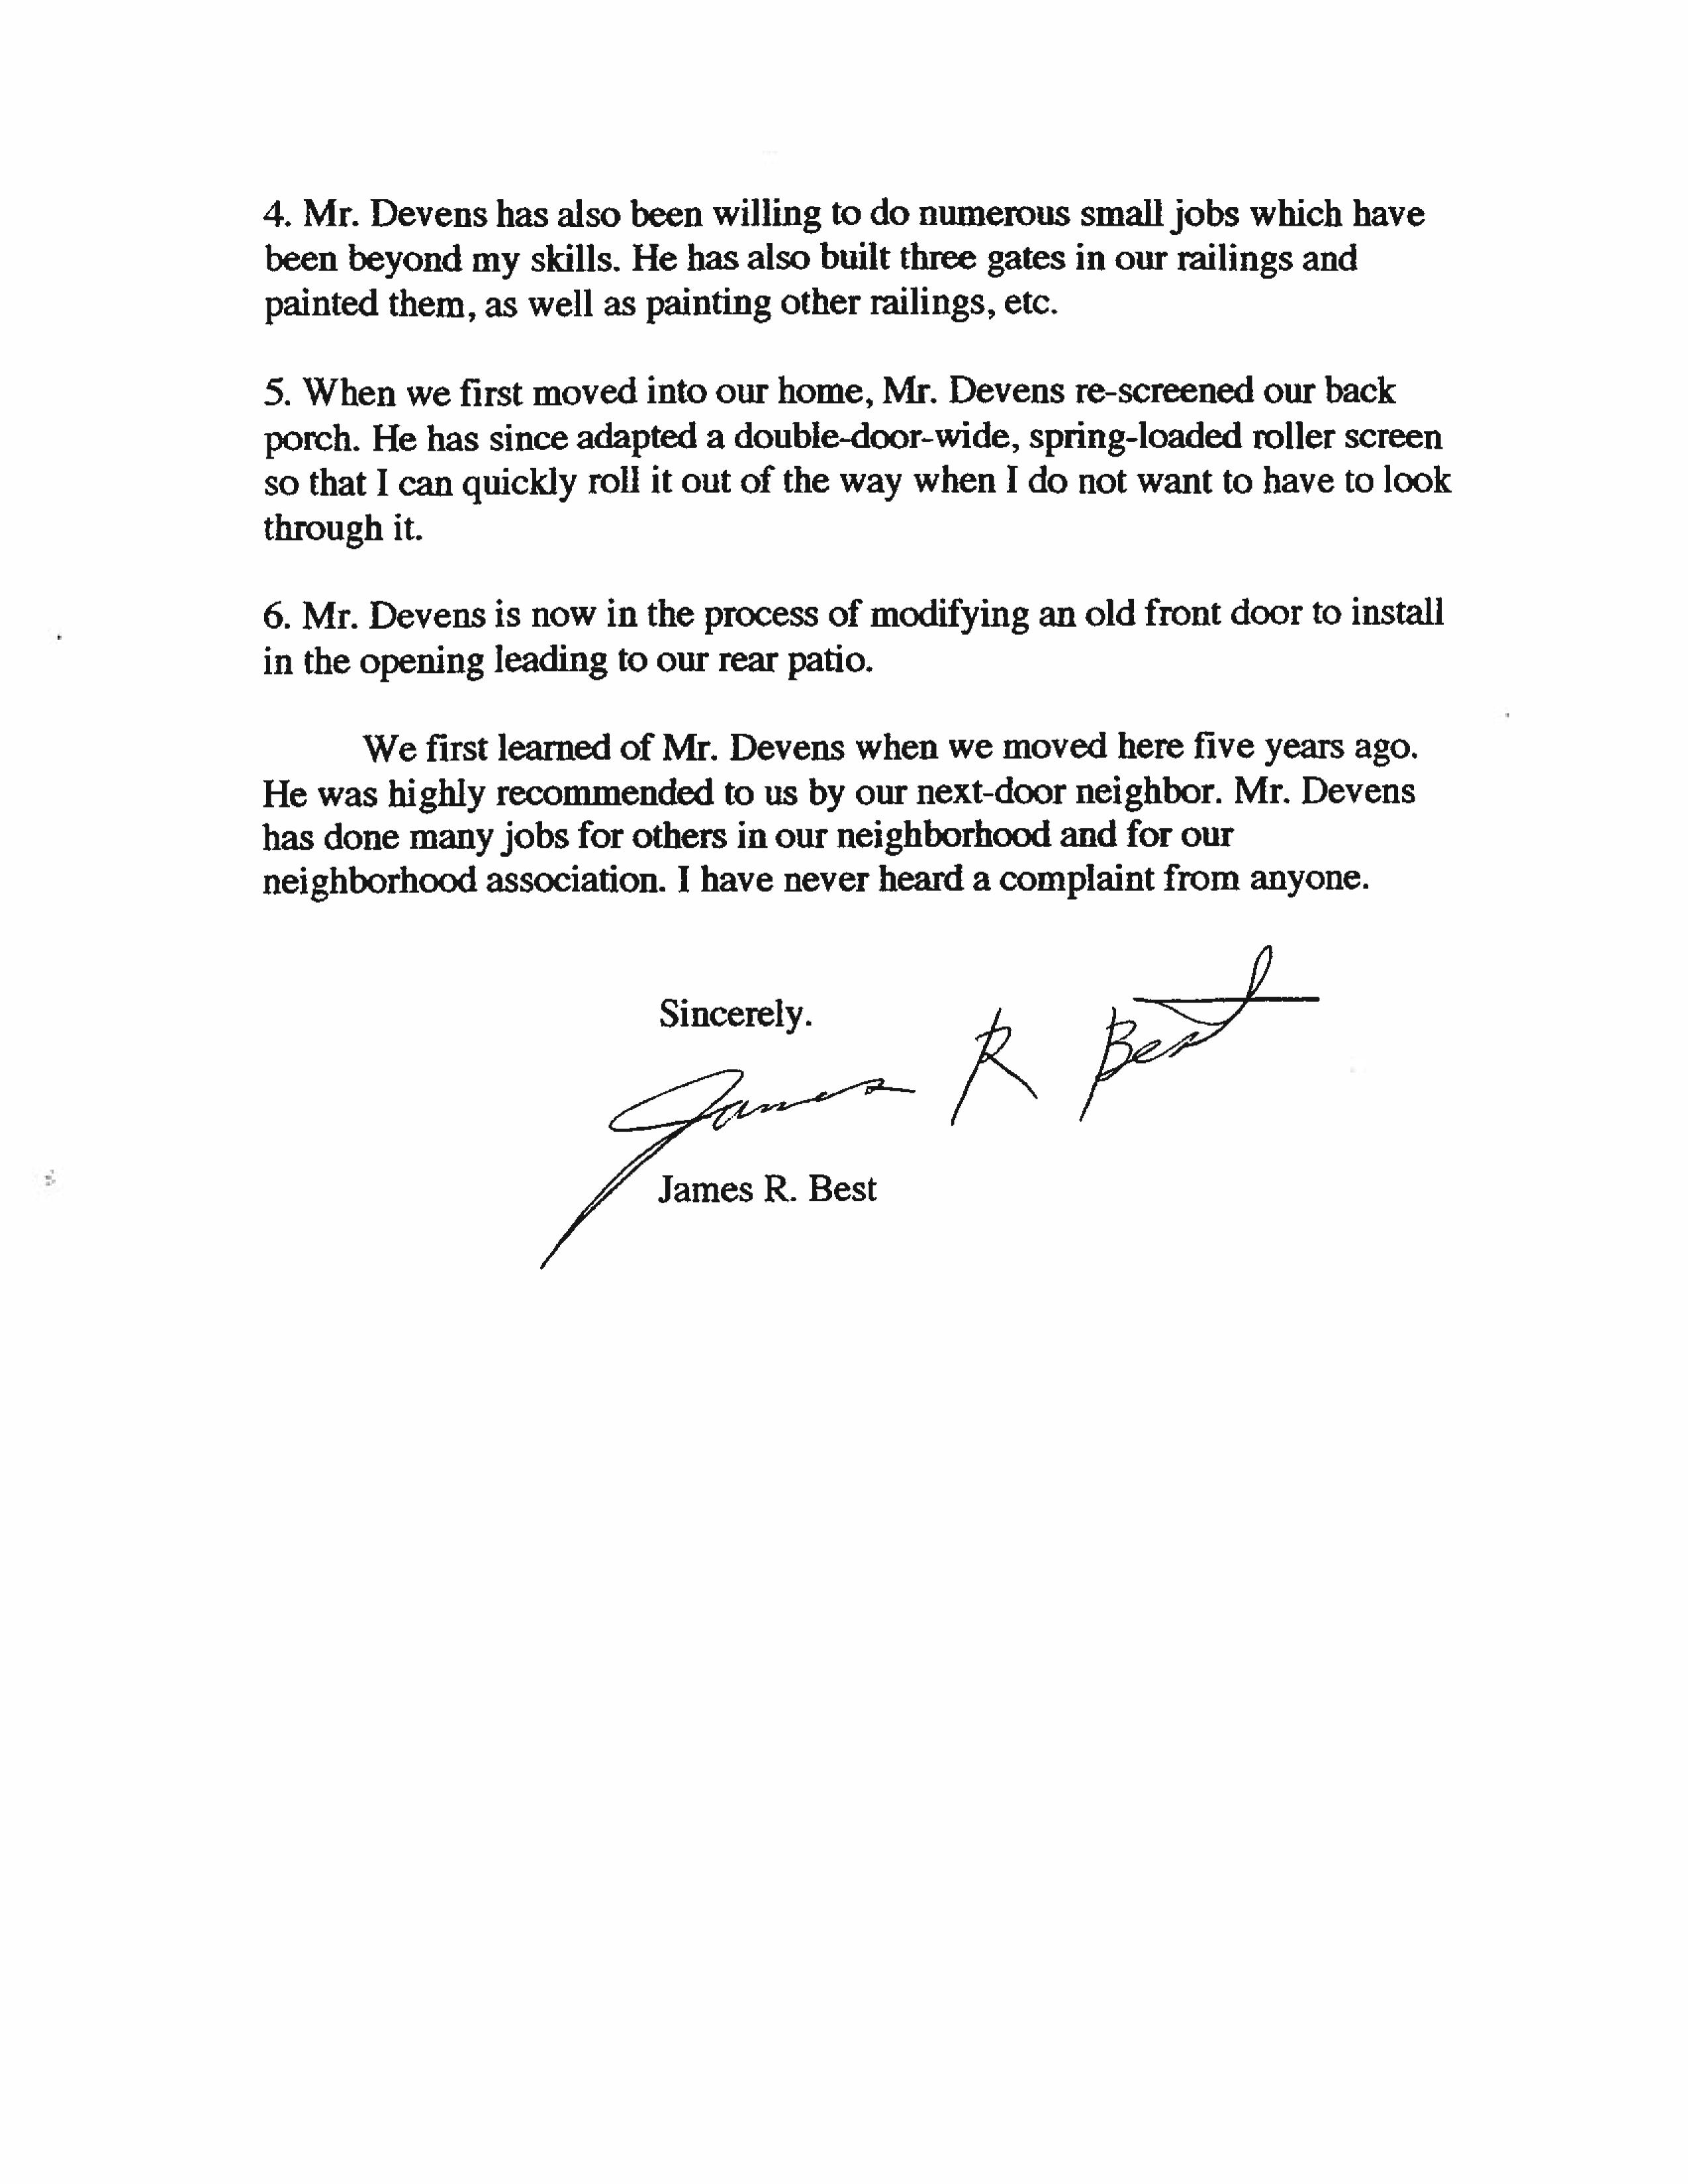 4. Mr. Devens has also been willing to do numerous small jobs which have
been beyond my skills. He has also built three gates in our railings and
painted them, as well as painting other railings, etc.
5. When we first moved into our home, Mr. Devens re-screened our back
porch. He has since adapted a double-door-wide, spring-loaded roller screen
so that I can quickly roll it out of the way when I do not want to have to look
through it.
6. Mr. Devens is now in the process of modifying an old front door to install
in the opening leading to our rear patio.
We first learned of Mr. Devens when we moved here five years ago.
He was highly recommended to us by our next-door neighbor. Mr. Devens
has done many jobs for others in our neighborhood and for our
neighborhood association. I have never heard a complaint from anyone.
Sincerely.
James R Best
James R. Best